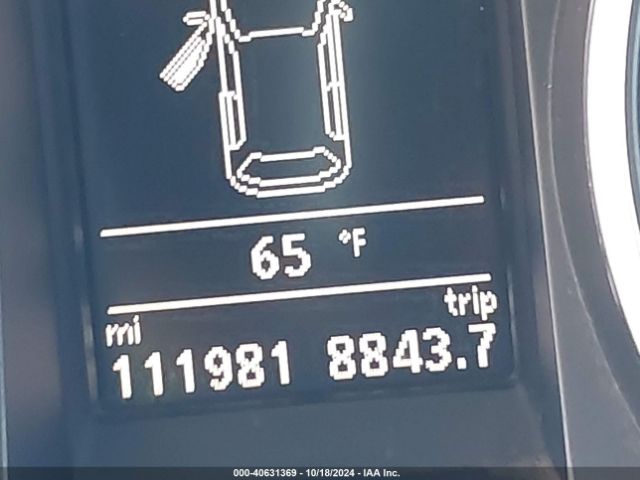 65 °F
mi trip
111981 8843.7
000-40631369 - 10/18/2024 - IAA Inc.